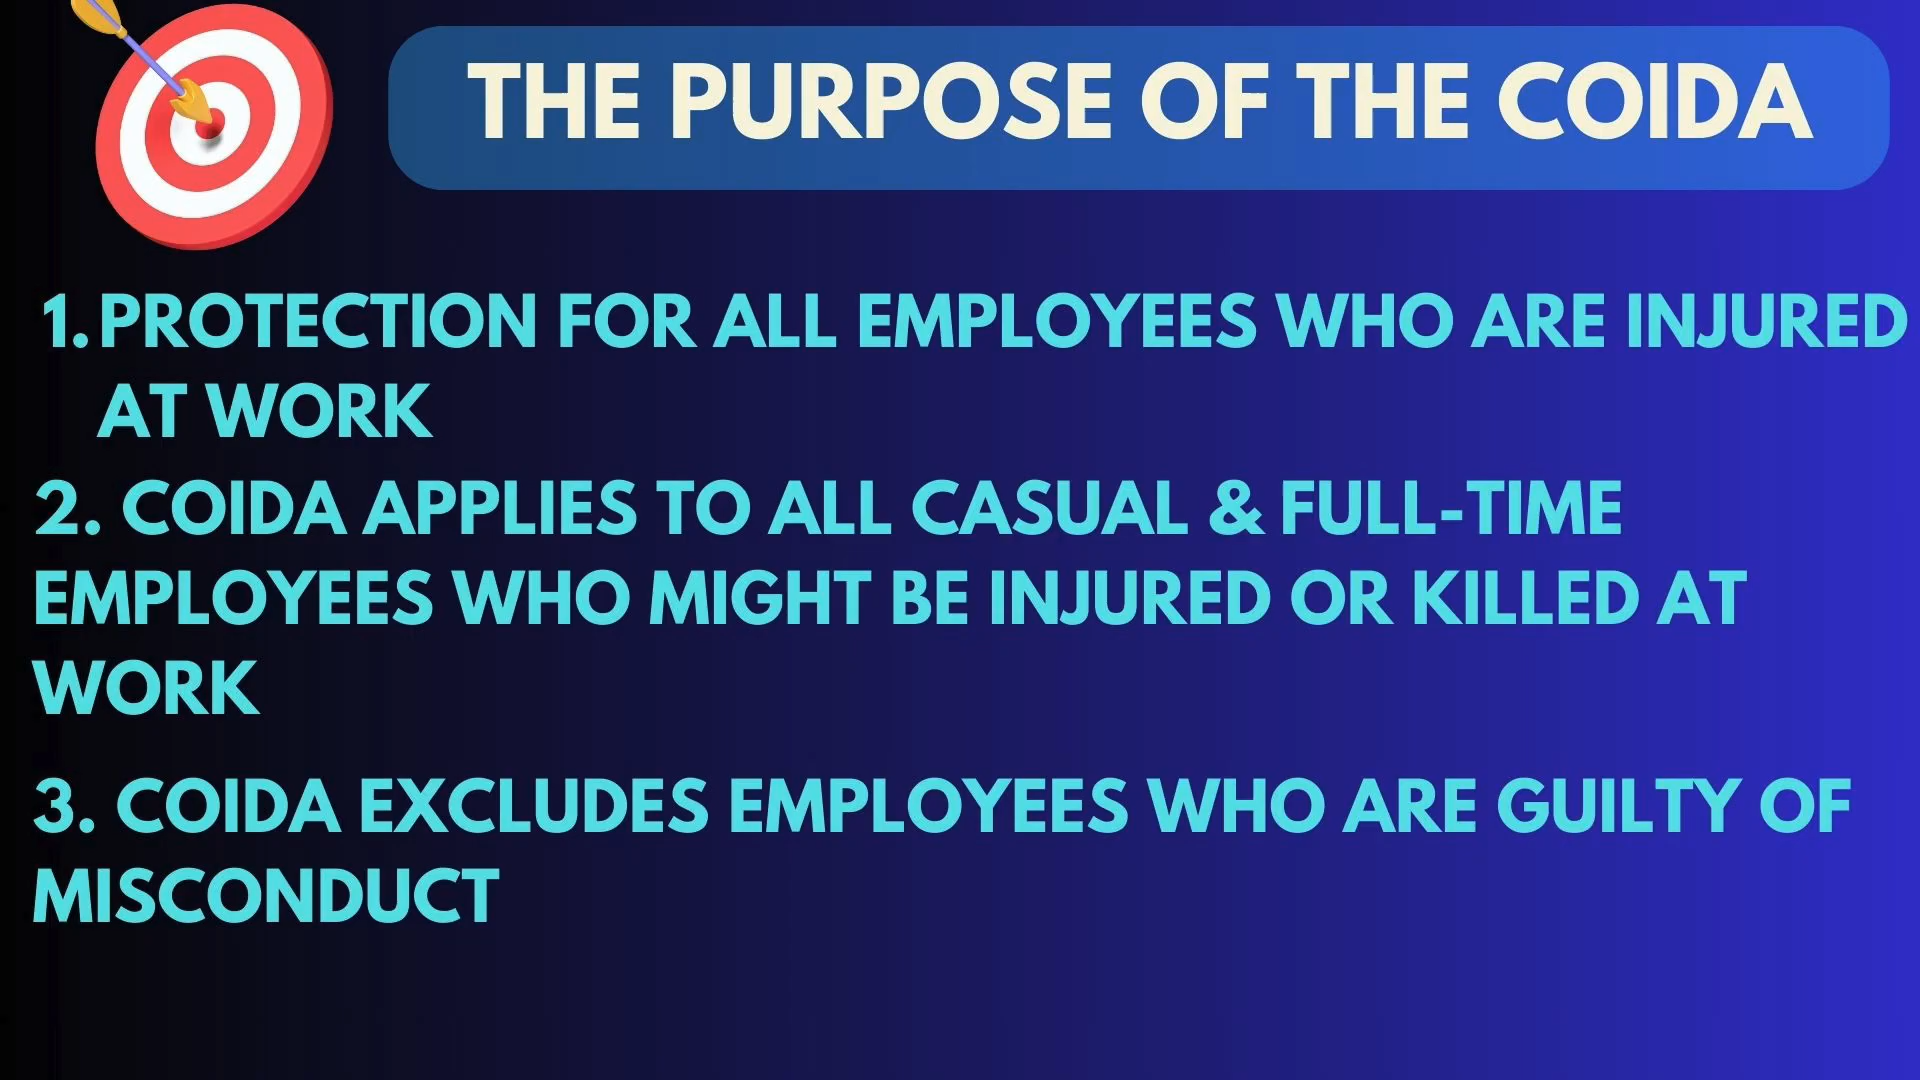 THE PURPOSE OF THE COIDA
1. PROTECTION FOR ALL EMPLOYEES WHO ARE INJURED
AT WORK
2. COIDA APPLIES TO ALL CASUAL & FULL-TIME
EMPLOYEES WHO MIGHT BE INJURED OR KILLED AT
WORK
3. COIDA EXCLUDES EMPLOYEES WHO ARE GUILTY OF
MISCONDUCT